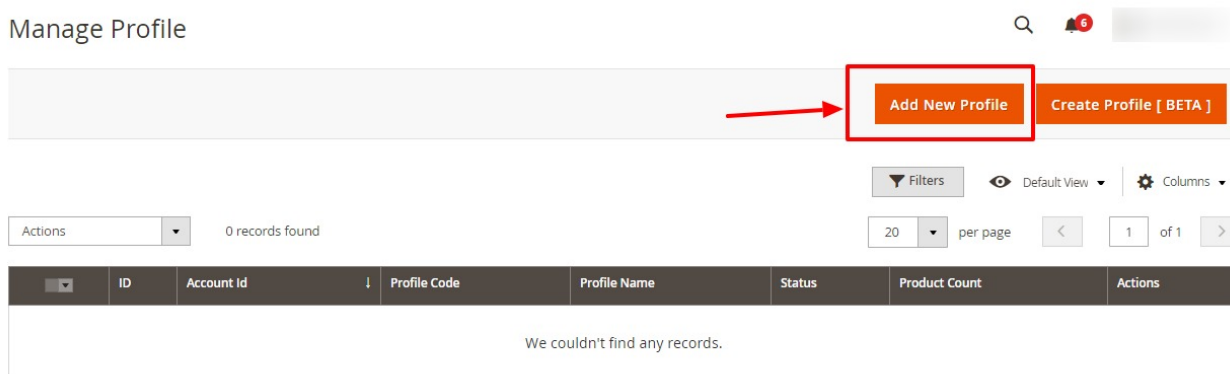 Manage Profile
6
Add New Profile Create Profile [ BETA ]
Filters Default View Columns
Actions 0 records found 20 per page 1 of 1
ID Account Id Profile Code Profile Name Status Product Count Actions
We couldn't find any records.